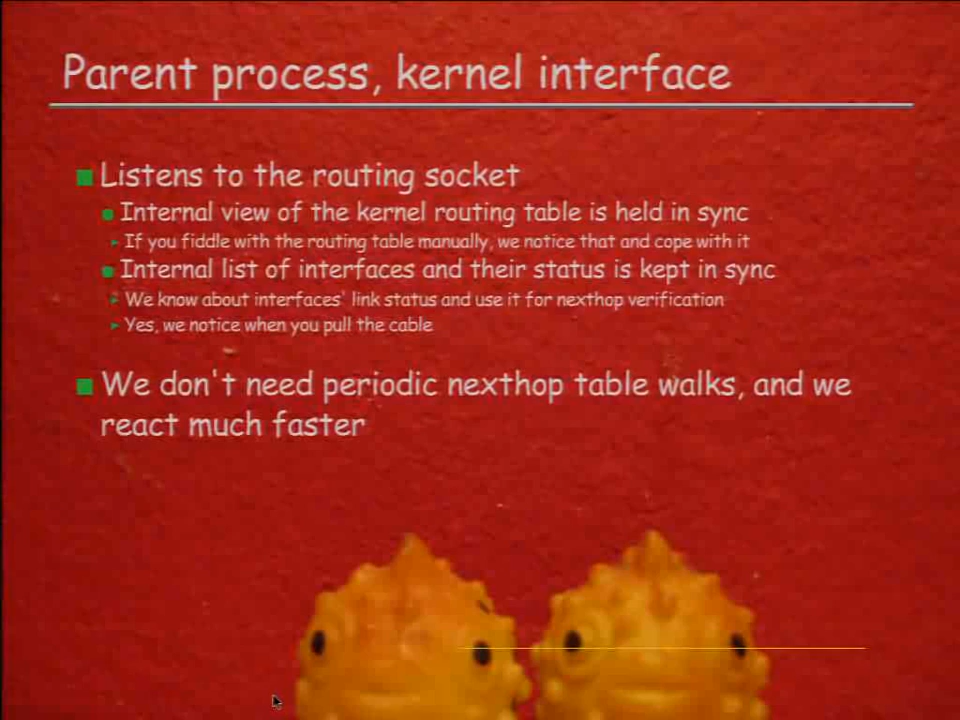 Parent process, kernel interface
Listens to the routing socket
Internal view of the kernel routing table is held in sync
If you fiddle with the routing table manually, we notice that and cope with it
Internal list of interfaces and their status is kept in sync
We know about interfaces' link status and use it for nexthop verification
Yes, we notice when you pull the cable
We don't need periodic nexthop table walks, and we
react much faster